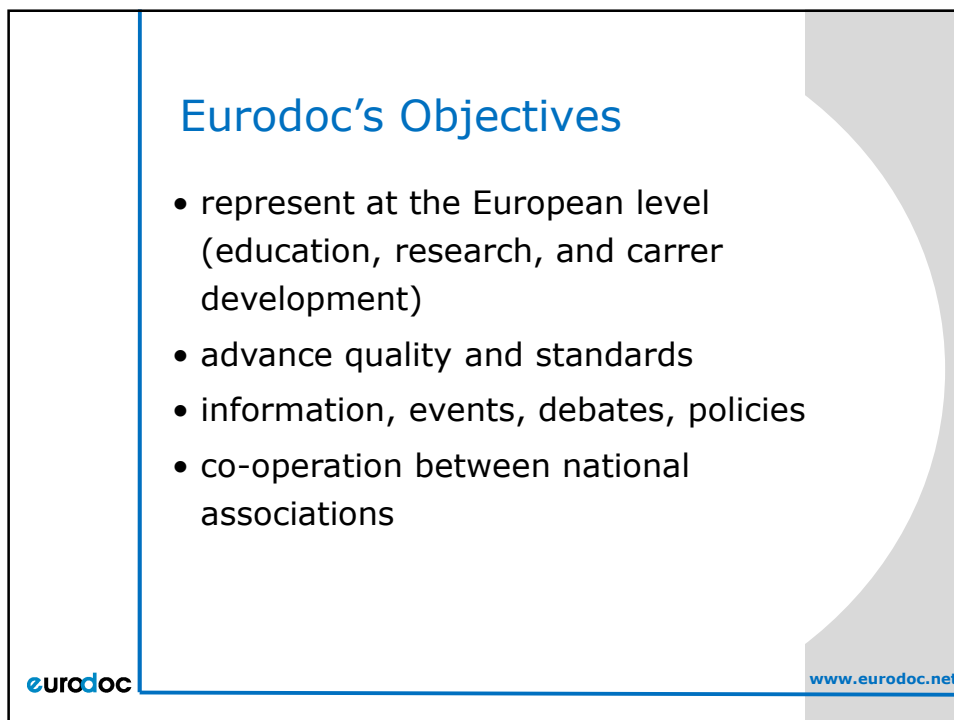 Eurodoc’s Objectives
• represent at the European level
(education, research, and carrer
development)
• advance quality and standards
• information, events, debates, policies
• co-operation between national
associations
eurodoc
www.eurodoc.net